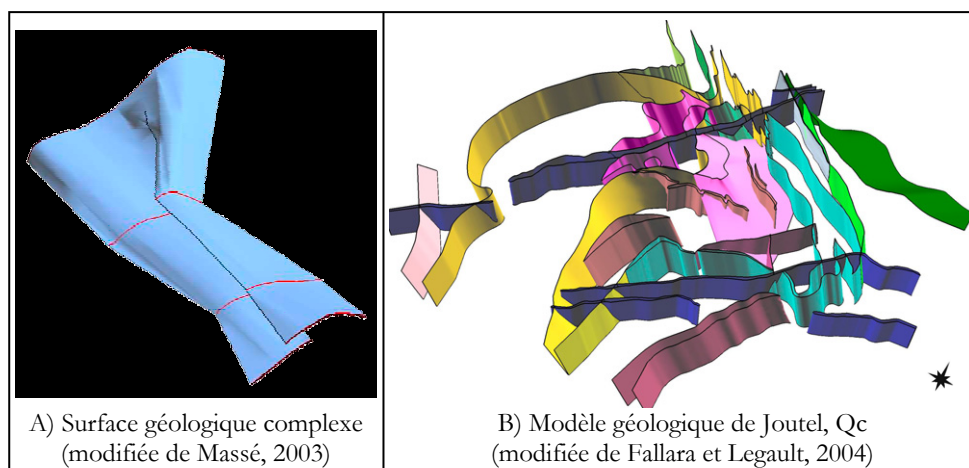 A) Surface géologique complexe
(modifiée de Massé, 2003)
B) Modèle géologique de Joutel, Qc
(modifiée de Fallara et Legault, 2004)